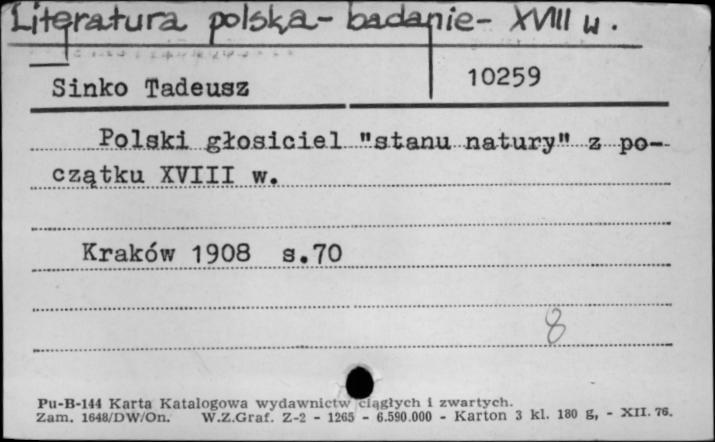 Literatura polska - badanie - XVIII w.
Sinko Tadeusz
10259
Polski głosiciel "stanu natury" z po-
czątku XVIII w.
Kraków 1908 s.70
8
Pu-B-144 Karta Katalogowa wydawnictw ciągłych i zwartych.
Zam. 1648/DW/On. W.Z.Graf. Z-2 - 1265 - 6.590.000 - Karton 3 kl. 180 g, - XII. 76.